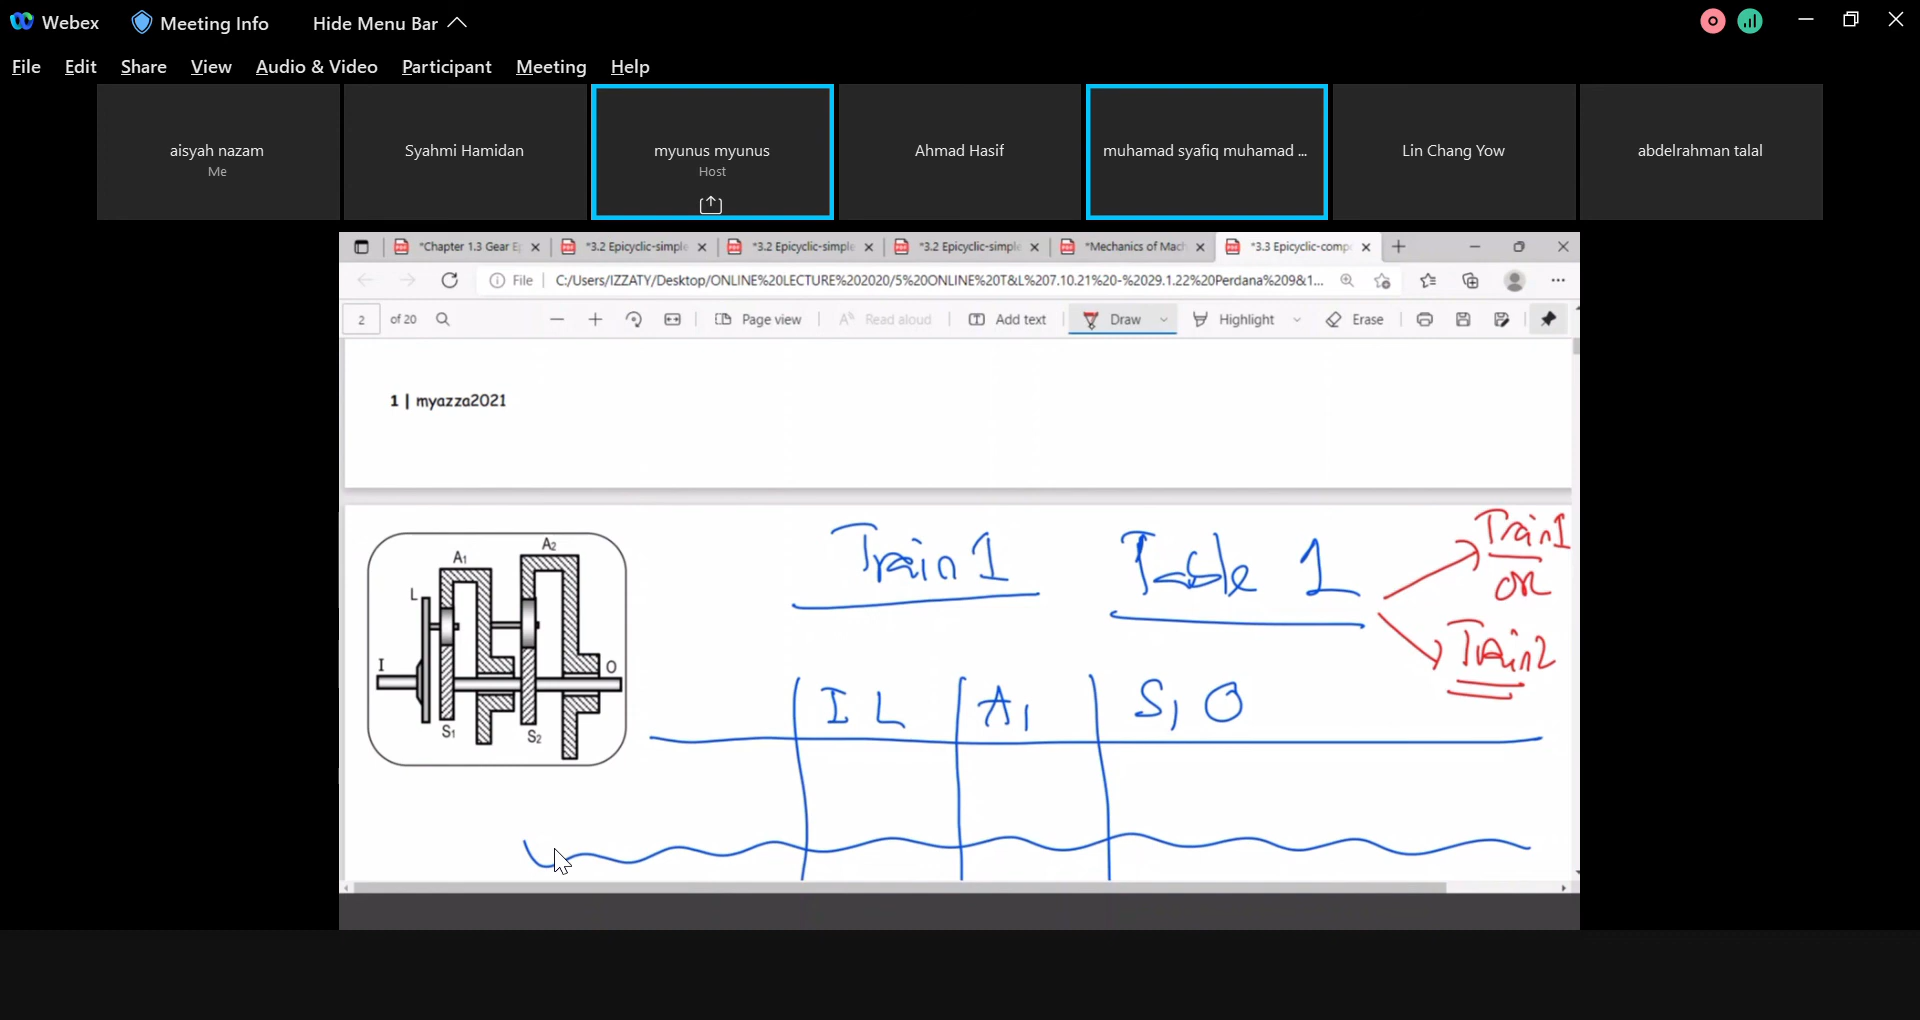 Webex Meeting Info Hide Menu Bar
File Edit Share View Audio & Video Participant Meeting Help
aisyah nazam
Me
Syahmi Hamidan
myunus myunus
Host
Ahmad Hasif
muhamad syafiq muhamad ...
Lin Chang Yow
abdelrahman talal
*Chapter 1.3 Gear Ep *3.2 Epicyclic-simple *3.2 Epicyclic-simple *3.2 Epicyclic-simple *Mechanics of Mach *3.3 Epicyclic-comp
File C:/Users/IZZATY/Desktop/ONLINE%20LECTURE%202020/5%20ONLINE%20T&L%207.10.21%20-%2029.1.22%20Perdana%209&1...
2 of 20 Page view Read aloud Add text Draw Highlight Erase
1 | myazza2021
Train 1 Table 1
Train1
OR
Train2
A1 A2
L
I O
S1 S2
I L A1 S1 O